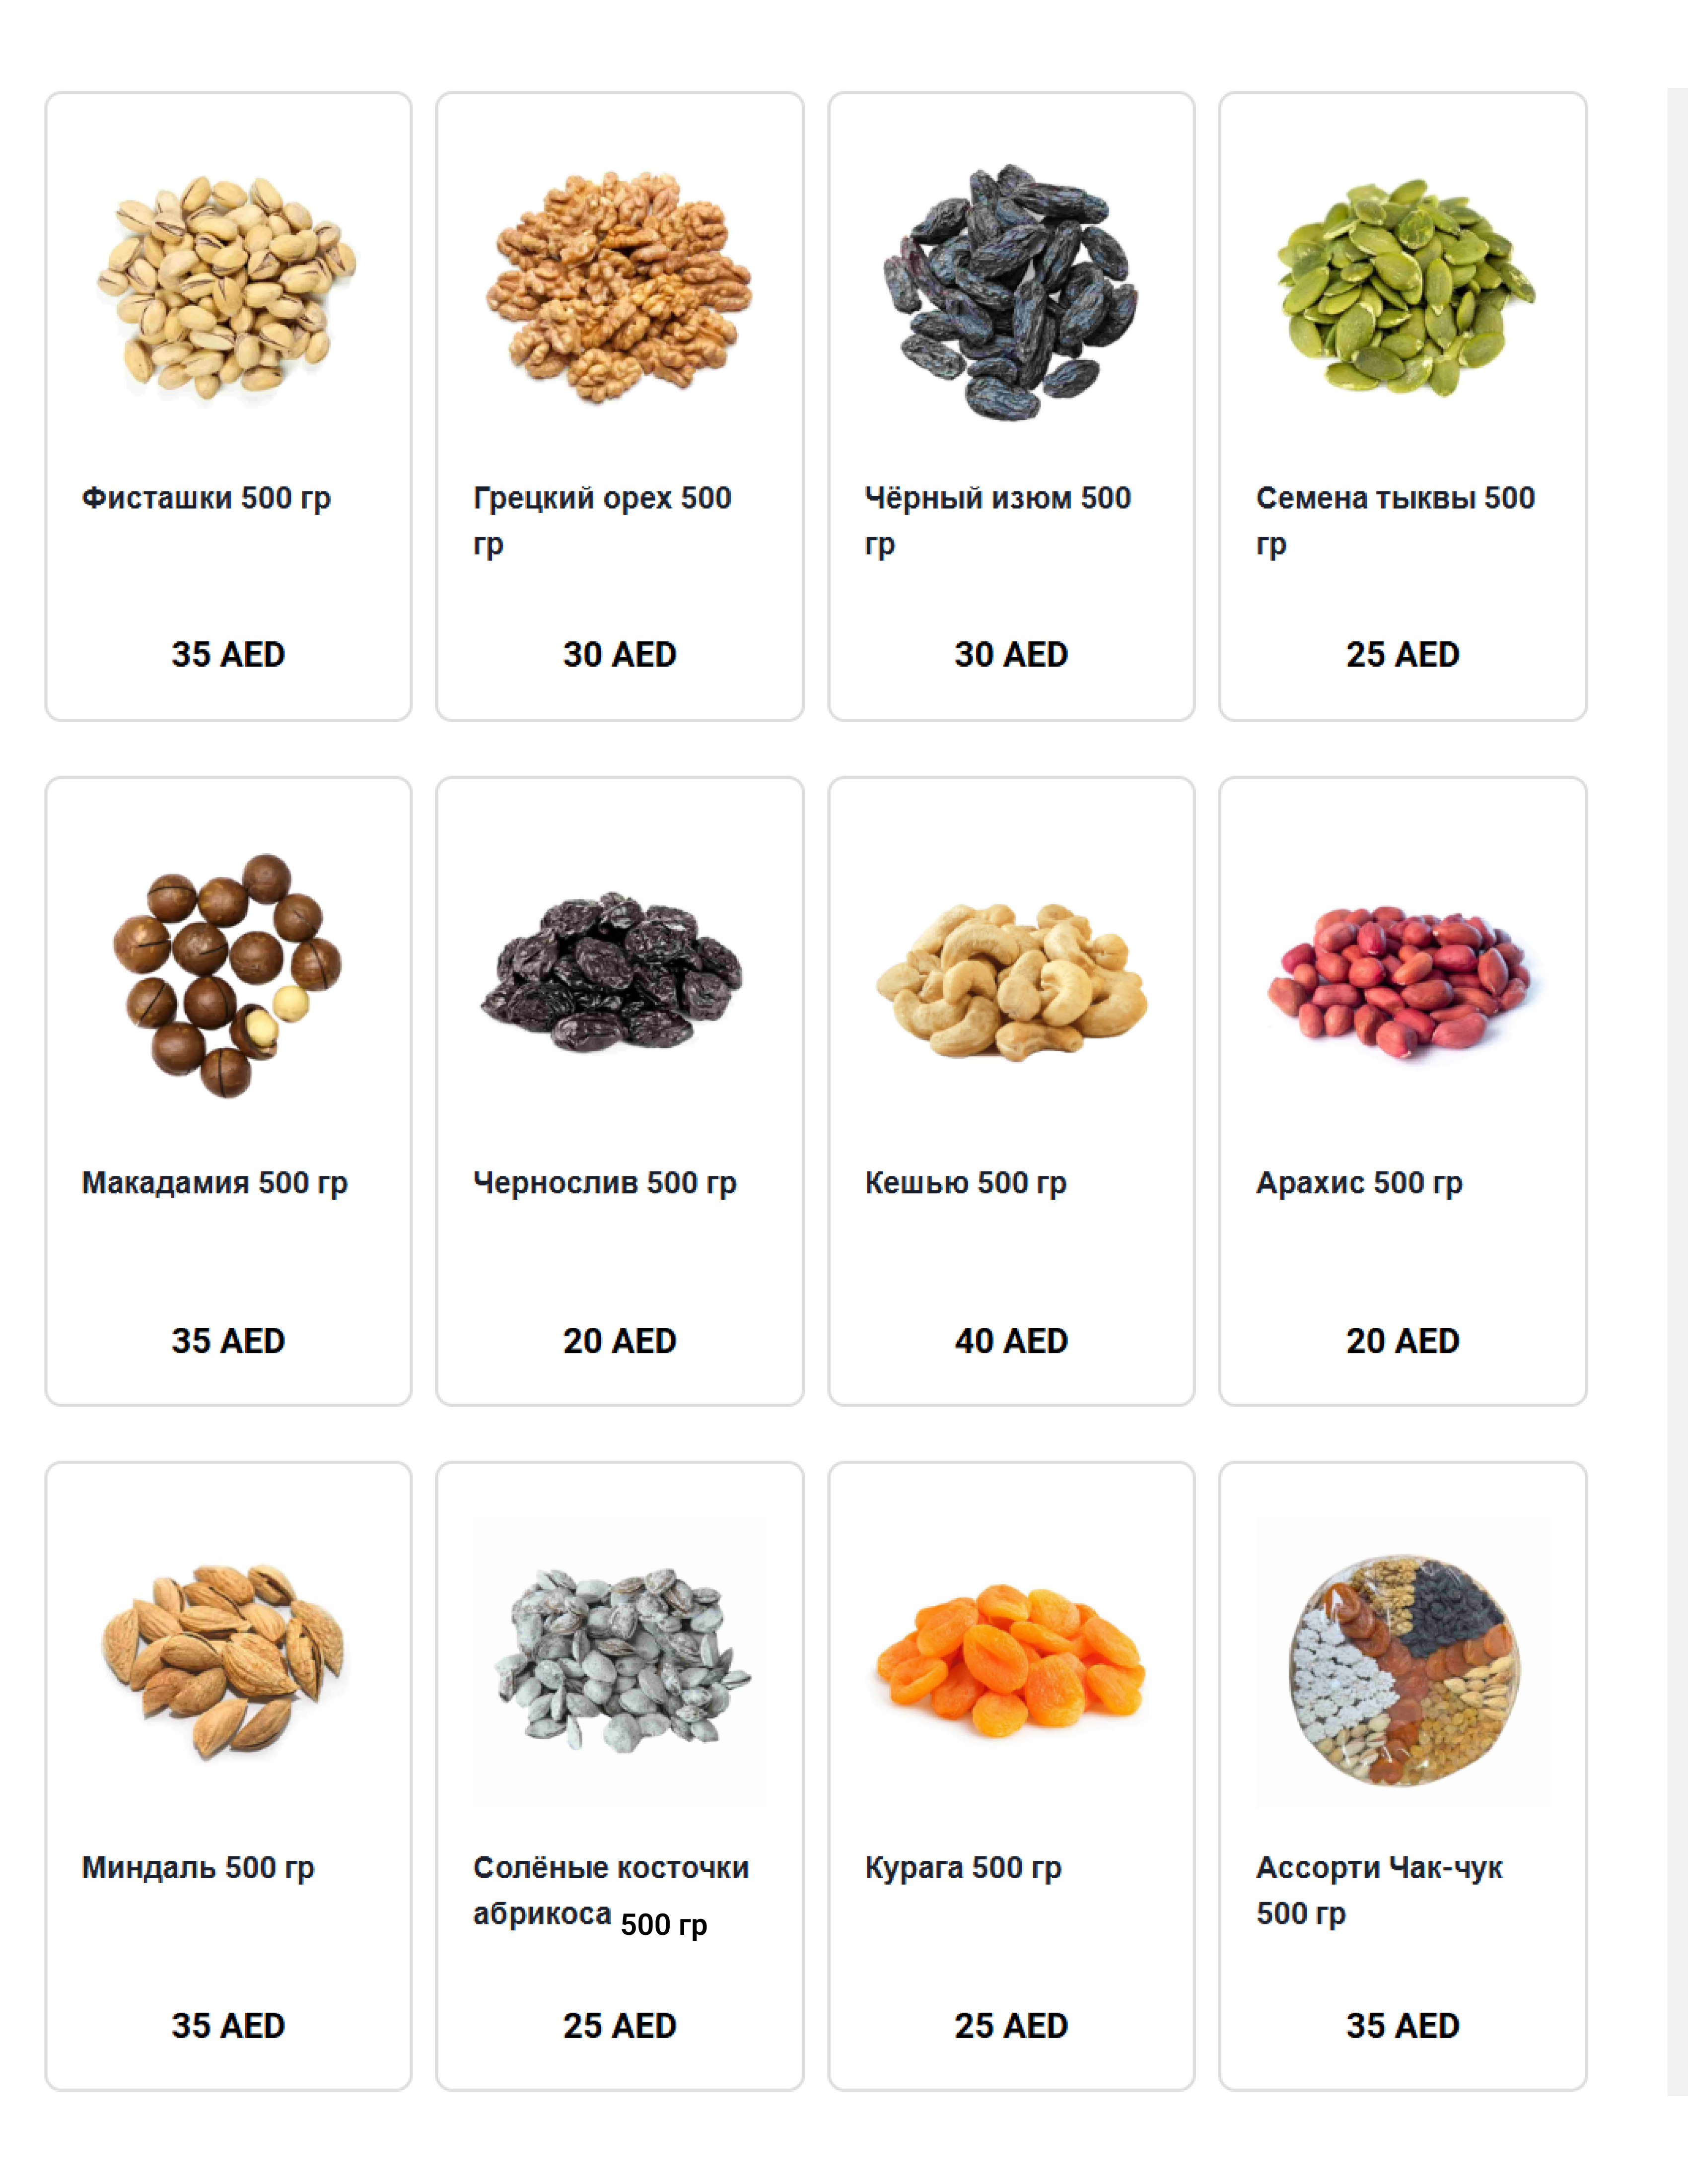 Фисташки 500 гр
35 AED
Грецкий орех 500
гр
30 AED
Чёрный изюм 500
гр
30 AED
Семена тыквы 500
гр
25 AED
Макадамия 500 гр
35 AED
Чернослив 500 гр
20 AED
Кешью 500 гр
40 AED
Арахис 500 гр
20 AED
Миндаль 500 гр
35 AED
Солёные косточки
абрикоса 500 гр
25 AED
Курага 500 гр
25 AED
Ассорти Чак-чук
500 гр
35 AED